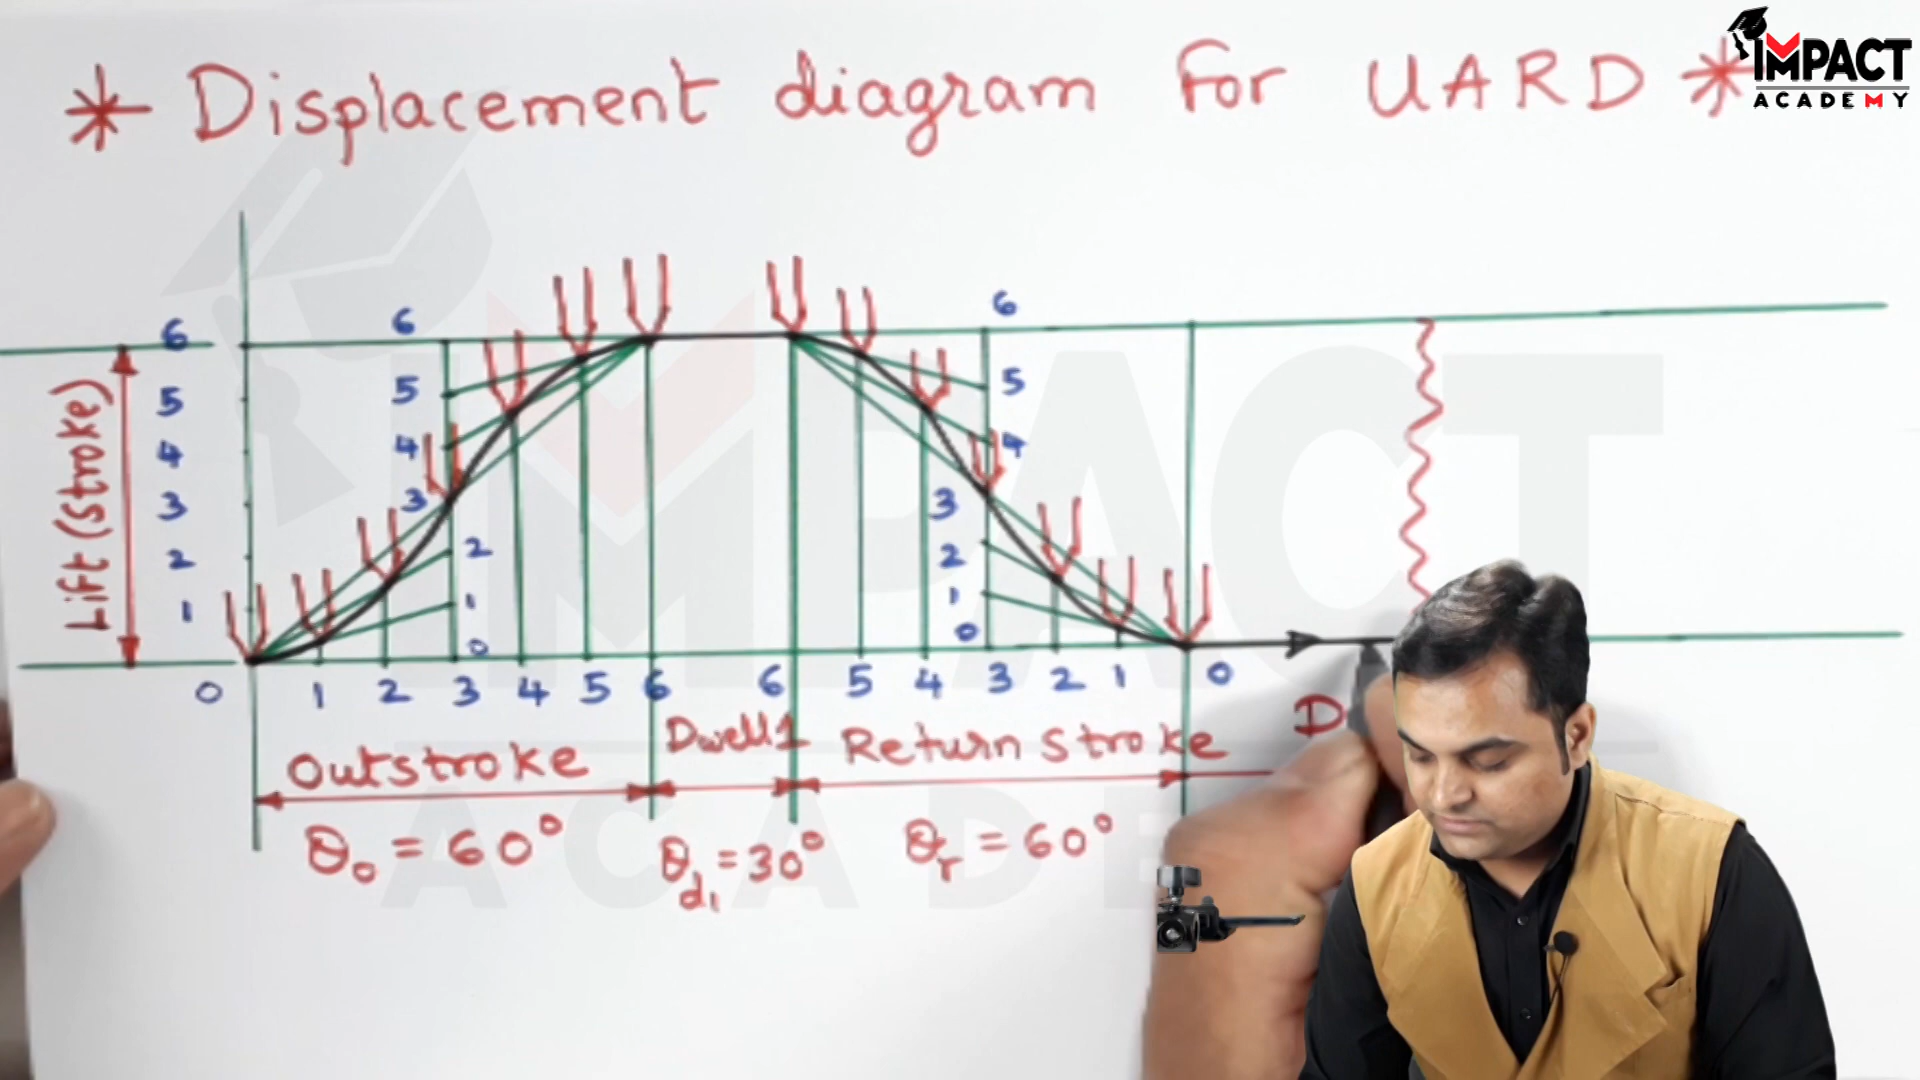 * Displacement diagram for UARD *
IMPACT
ACADEMY
6 6 6
5 5 5
4 4 4
3 3 3
2 2 2
1 1 1
0 0
0 1 2 3 4 5 6 6 5 4 3 2 1 0
Lift (Stroke)
Outstroke Dwell 1 Return stroke D
θo = 60° θd1 = 30° θr = 60°
IMPACT
ACADE